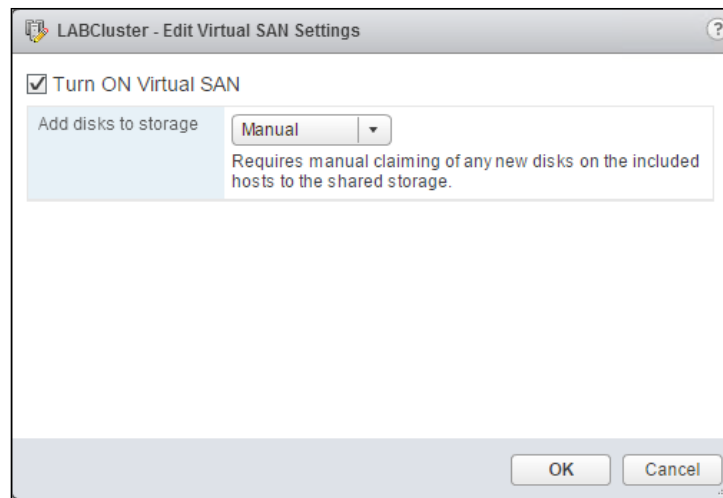 LABCluster - Edit Virtual SAN Settings
?
Turn ON Virtual SAN
Add disks to storage
Manual
Requires manual claiming of any new disks on the included
hosts to the shared storage.
OK
Cancel